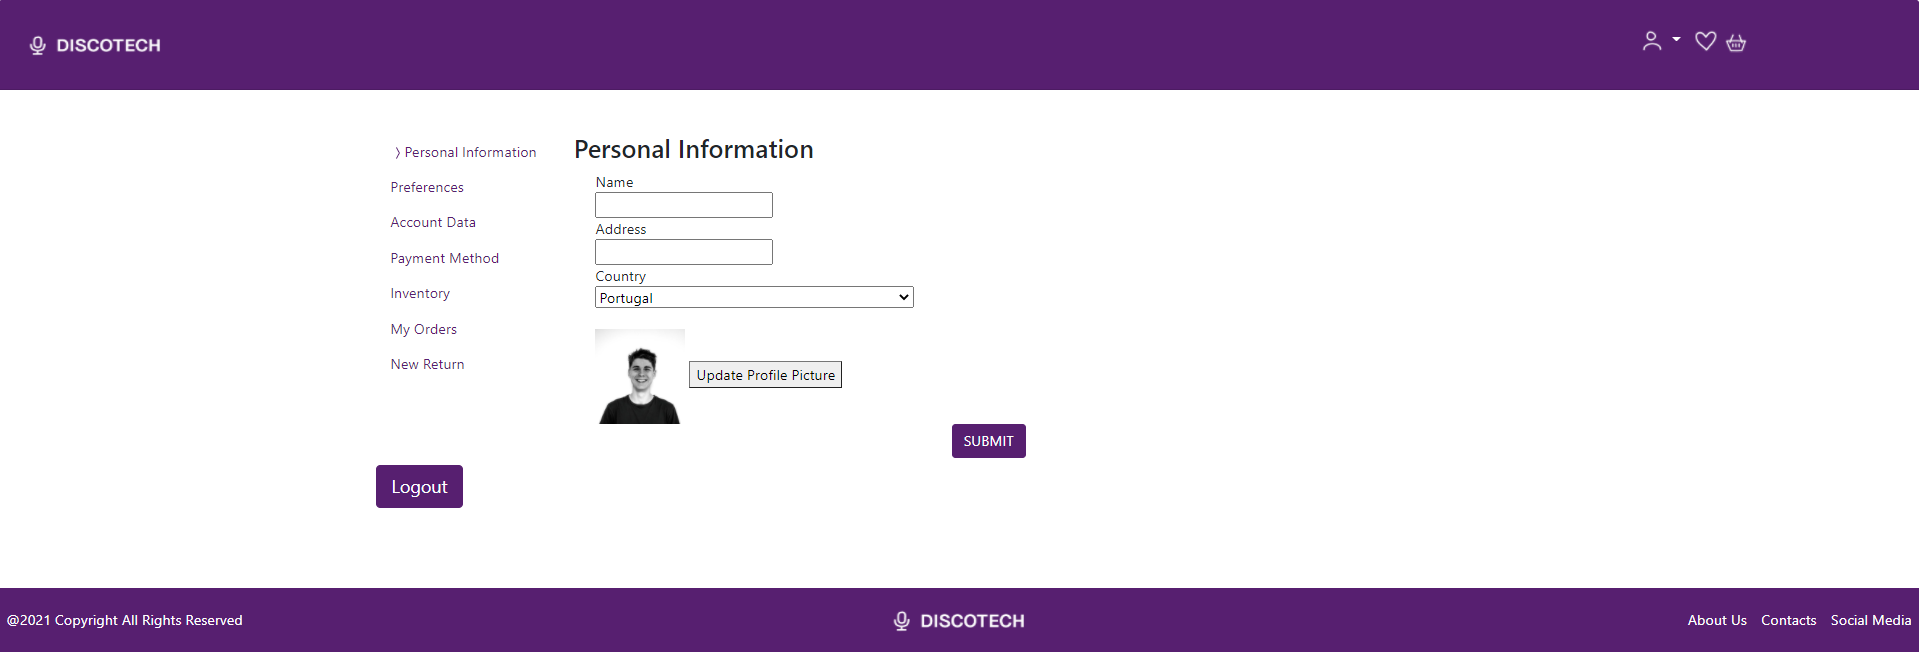 DISCOTECH
〉Personal Information
Preferences
Account Data
Payment Method
Inventory
My Orders
New Return
Logout
Personal Information
Name
Address
Country
Portugal
Update Profile Picture
SUBMIT
@2021 Copyright All Rights Reserved
DISCOTECH
About Us Contacts Social Media